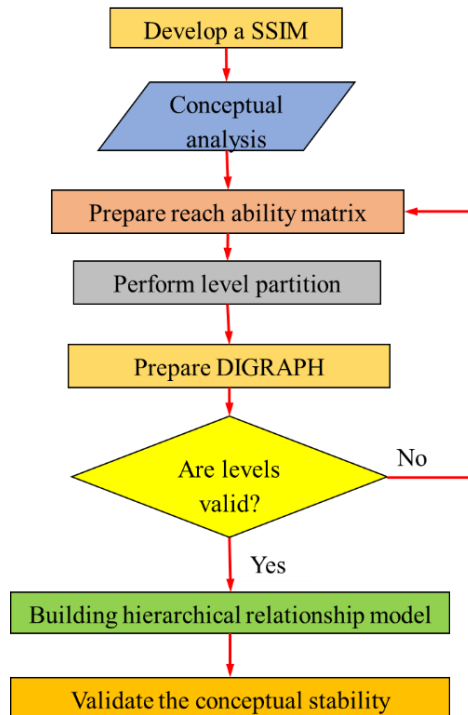 Develop a SSIM
Conceptual
analysis
Prepare reach ability matrix
Perform level partition
Prepare DIGRAPH
Are levels
valid?
No
Yes
Building hierarchical relationship model
Validate the conceptual stability